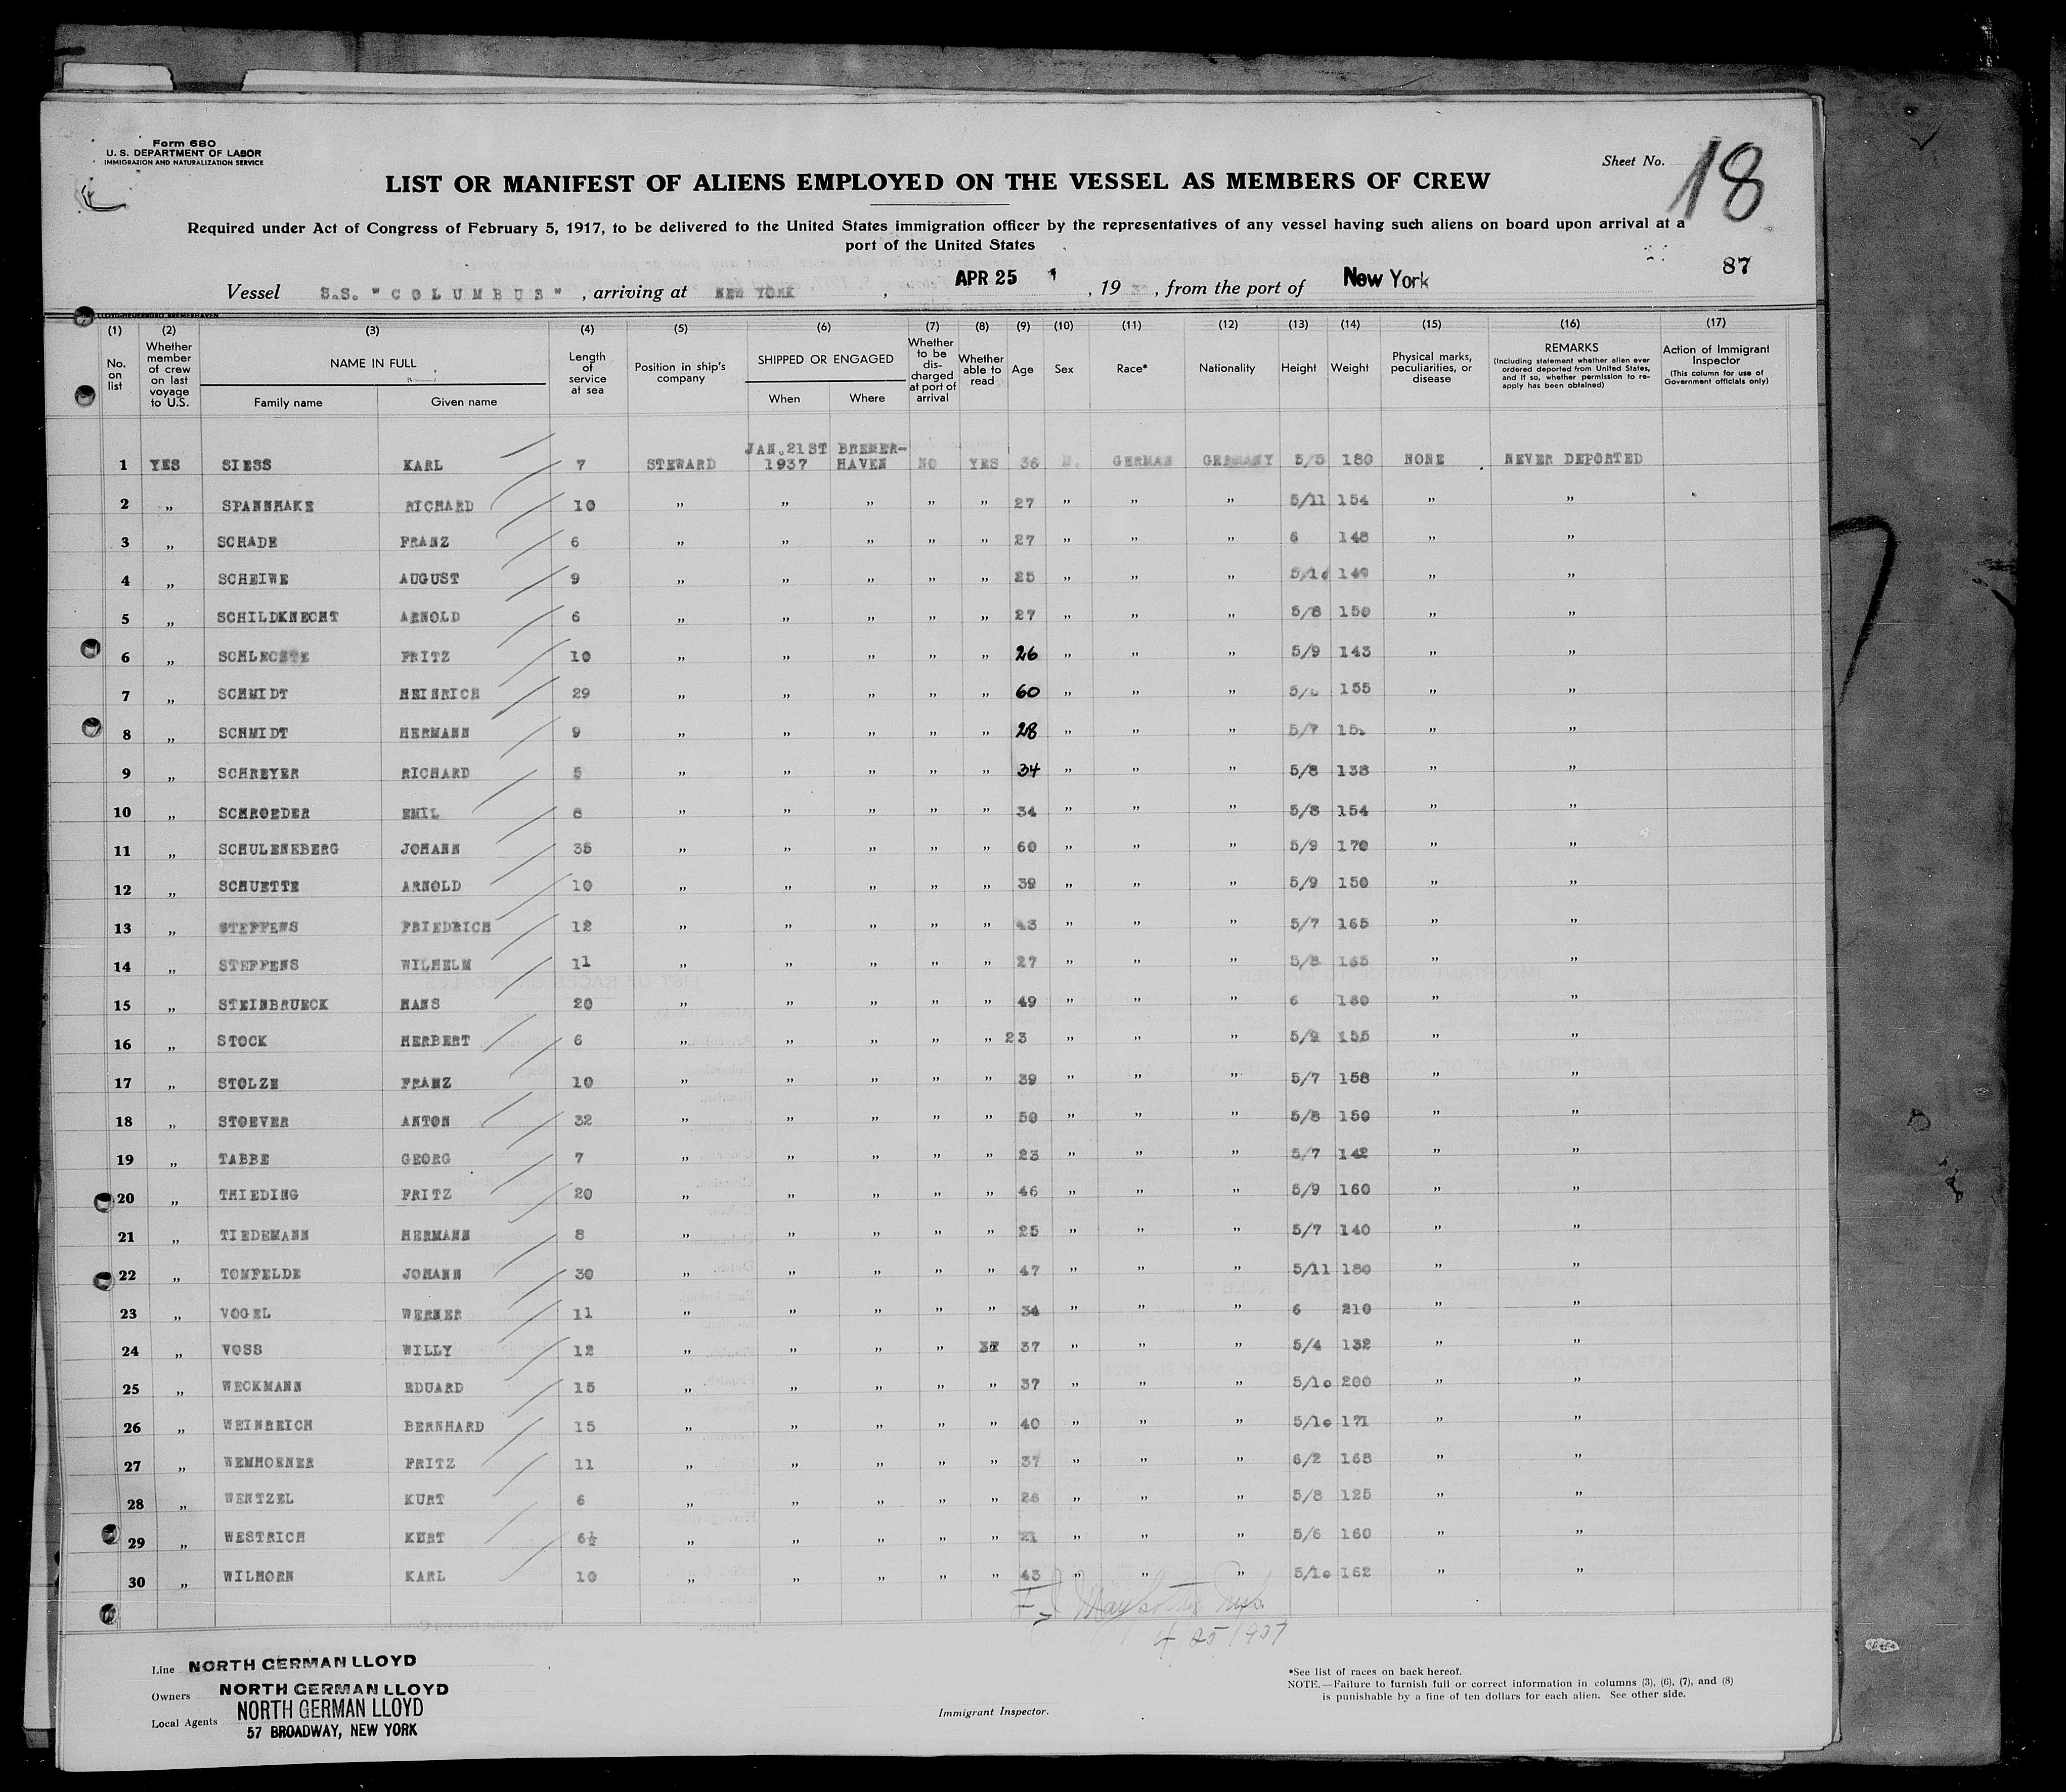 Form 680
U. S. DEPARTMENT OF LABOR
IMMIGRATION AND NATURALIZATION SERVICE
Sheet No. 18
LIST OR MANIFEST OF ALIENS EMPLOYED ON THE VESSEL AS MEMBERS OF CREW
Required under Act of Congress of February 5, 1917, to be delivered to the United States immigration officer by the representatives of any vessel having such aliens on board upon arrival at a
port of the United States
87
Vessel S.S. "COLUMBUS", arriving at NEW YORK, APR 25, 19 , from the port of New York
(1) (2) (3) (4) (5) (6) (7) (8) (9) (10) (11) (12) (13) (14) (15) (16) (17)
No. on list
Whether member of crew on last voyage to U.S.
NAME IN FULL
Family name
Given name
Length of service at sea
Position in ship's company
SHIPPED OR ENGAGED
When
Where
Whether to be discharged at port of arrival
Whether able to read
Age
Sex
Race*
Nationality
Height
Weight
Physical marks, peculiarities, or disease
REMARKS
(Including statement whether alien ever ordered deported from United States, and if so, whether permission to re-apply has been obtained)
Action of Immigrant Inspector
(This column for use of Government officials only)
1 YES SIESS KARL 7 STEWARD JAN.21ST 1937 BREMER-HAVEN NO YES 36 M. GERMAN GERMANY 5/5 180 NONE NEVER DEPORTED
2 " SPANNHAKE RICHARD 10 " " " " " 27 " " " 5/11 154 " "
3 " SCHADE FRANZ 6 " " " " " 27 " " " 6 148 " "
4 " SCHEIWE AUGUST 9 " " " " " 25 " " " 5/10 149 " "
5 " SCHILDKNECHT ARNOLD 6 " " " " " 27 " " " 5/8 150 " "
6 " SCHLECHTE FRITZ 10 " " " " " 26 " " " 5/9 143 " "
7 " SCHMIDT HEINRICH 29 " " " " " 60 " " " 155 " "
8 " SCHMIDT HERMANN 9 " " " " " 28 " " " 5/7 " "
9 " SCHREYER RICHARD 5 " " " " " 34 " " " 5/8 138 " "
10 " SCHROEDER EMIL 8 " " " " " 34 " " " 5/8 154 " "
11 " SCHULENEBERG JOHANN 35 " " " " " 60 " " " 5/9 170 " "
12 " SCHUETTE ARNOLD 10 " " " " " 39 " " " 5/9 150 " "
13 " STEFFENS FRIEDRICH 12 " " " " " 43 " " " 5/7 165 " "
14 " STEFFENS WILHELM 11 " " " " " 27 " " " 5/8 165 " "
15 " STEINBRUECK HANS 20 " " " " " 49 " " " 6 180 " "
16 " STOCK HERBERT 6 " " " " " 23 " " " 5/9 155 " "
17 " STOLZE FRANZ 10 " " " " " 39 " " " 5/7 158 " "
18 " STOEVER ANTON 32 " " " " " 50 " " " 5/8 150 " "
19 " TABBE GEORG 7 " " " " " 23 " " " 5/7 142 " "
20 " THIEDING FRITZ 20 " " " " " 46 " " " 5/9 160 " "
21 " TIEDEMANN HERMANN 8 " " " " " 25 " " " 5/7 140 " "
22 " TOMFELDE JOHANN 30 " " " " " 47 " " " 5/11 180 " "
23 " VOGEL WERNER 11 " " " " " 34 " " " 6 210 " "
24 " VOSS WILLY 12 " " " " 37 " " " 5/4 132 " "
25 " WECKMANN EDUARD 15 " " " " " 37 " " " 5/10 200 " "
26 " WEINREICH BERNHARD 15 " " " " " 40 " " " 5/10 171 " "
27 " WEMHOENER FRITZ 11 " " " " " 37 " " " 6/2 168 " "
28 " WENTZEL KURT 6 " " " " " 26 " " " 5/8 125 " "
29 " WESTRICH KURT 6½ " " " " " 21 " " " 5/6 160 " "
30 " WILHORN KARL 10 " " " " " 43 " " " 5/10 162 " "
4/25/1937
Line NORTH GERMAN LLOYD
Owners NORTH GERMAN LLOYD
Local Agents NORTH GERMAN LLOYD
57 BROADWAY, NEW YORK
Immigrant Inspector.
*See list of races on back hereof.
NOTE.—Failure to furnish full or correct information in columns (3), (6), (7), and (8)
is punishable by a fine of ten dollars for each alien. See other side.